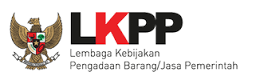 LKPP
Lembaga Kebijakan
Pengadaan Barang/Jasa Pemerintah